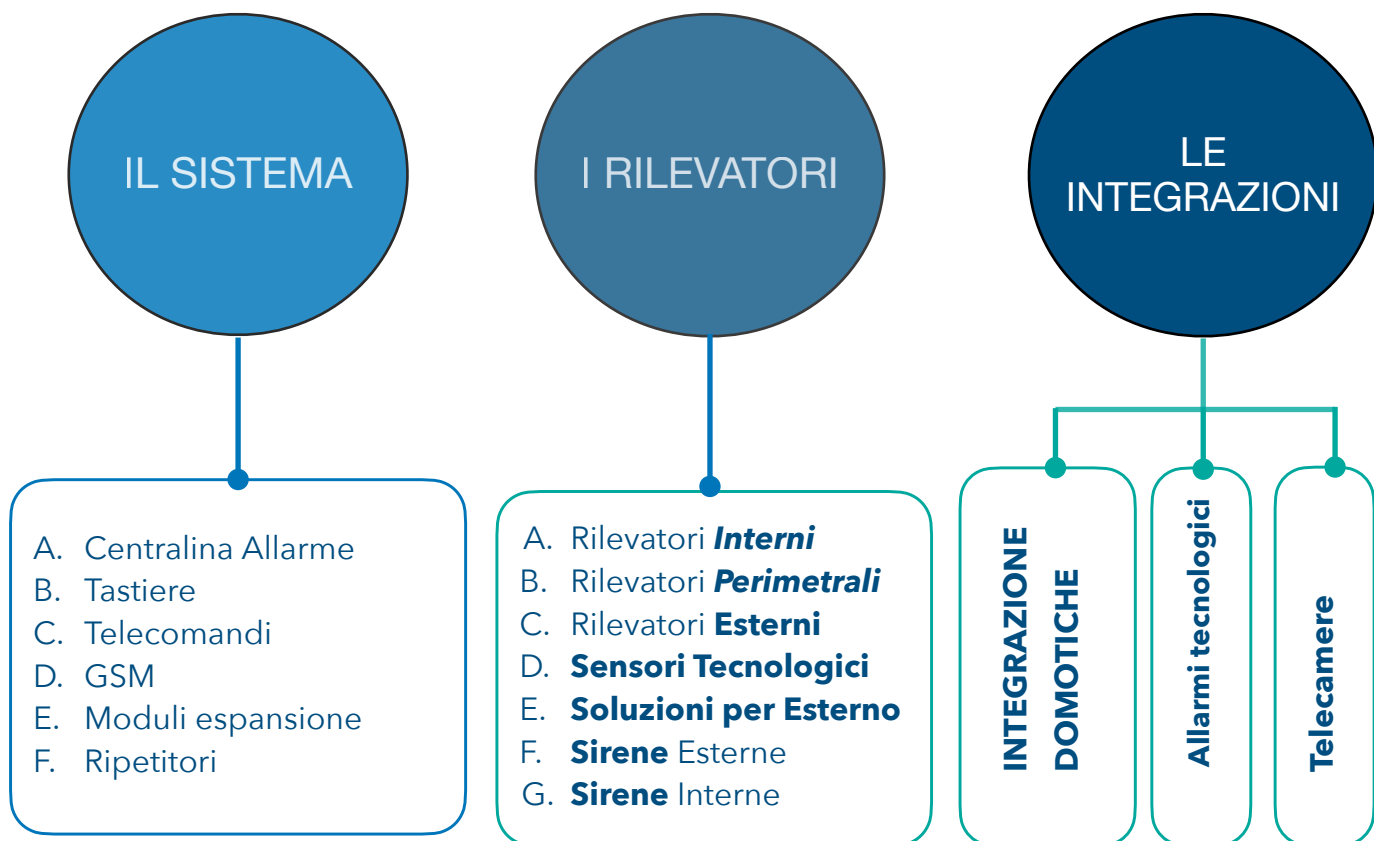 IL SISTEMA
A. Centralina Allarme
B. Tastiere
C. Telecomandi
D. GSM
E. Moduli espansione
F. Ripetitori
I RILEVATORI
A. Rilevatori Interni
B. Rilevatori Perimetrali
C. Rilevatori Esterni
D. Sensori Tecnologici
E. Soluzioni per Esterno
F. Sirene Esterne
G. Sirene Interne
LE
INTEGRAZIONI
INTEGRAZIONE
DOMOTICHE
Allarmi tecnologici
Telecamere